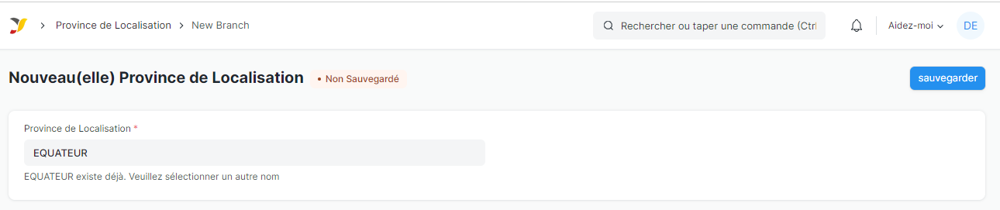 Province de Localisation > New Branch
Rechercher ou taper une commande (Ctrl
Aidez-moi
DE
Nouveau(elle) Province de Localisation
• Non Sauvegardé
sauvegarder
Province de Localisation *
EQUATEUR
EQUATEUR existe déjà. Veuillez sélectionner un autre nom